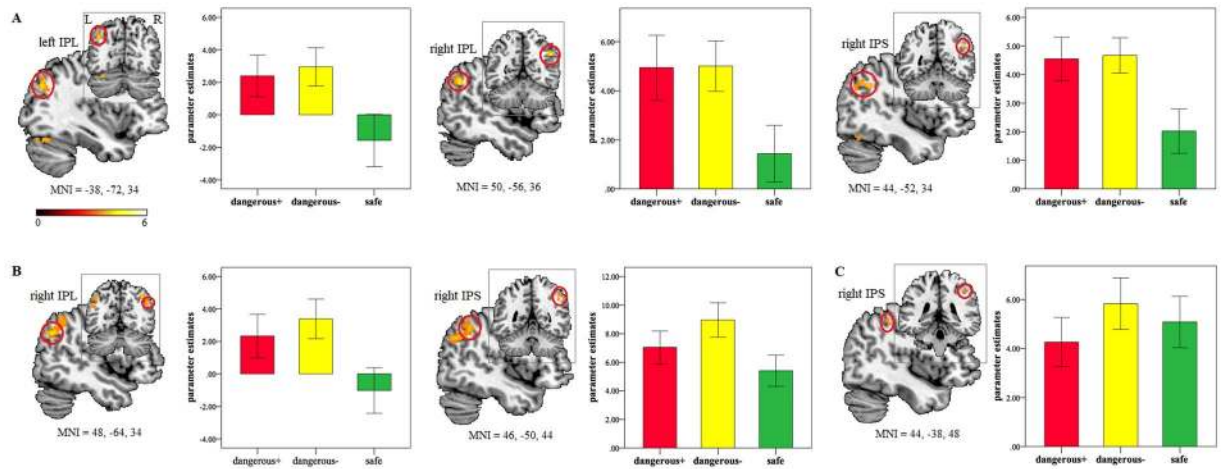 A
L R
left IPL
MNI = -38, -72, 34
0 6
parameter estimates
6.00
4.00
2.00
.00
-2.00
-4.00
dangerous+ dangerous- safe
right IPL
MNI = 50, -56, 36
parameter estimates
6.00
4.00
2.00
.00
dangerous+ dangerous- safe
right IPS
MNI = 44, -52, 34
parameter estimates
6.00
5.00
4.00
3.00
2.00
1.00
.00
dangerous+ dangerous- safe
B
right IPL
MNI = 48, -64, 34
parameter estimates
6.00
4.00
2.00
.00
-2.00
-4.00
dangerous+ dangerous- safe
right IPS
MNI = 46, -50, 44
parameter estimates
12.00
10.00
8.00
6.00
4.00
2.00
.00
dangerous+ dangerous- safe
C
right IPS
MNI = 44, -38, 48
parameter estimates
6.00
4.00
2.00
.00
dangerous+ dangerous- safe